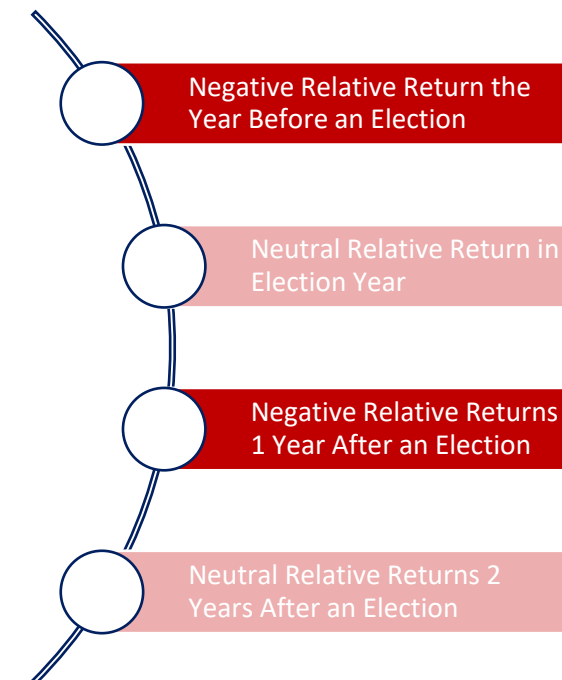 Negative Relative Return the
Year Before an Election
Neutral Relative Return in
Election Year
Negative Relative Returns
1 Year After an Election
Neutral Relative Returns 2
Years After an Election